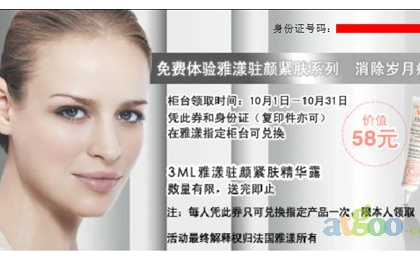 身份证号码：
免费体验雅漾驻颜紧肤系列 消除岁月
柜台领取时间：10月1日—10月31日
凭此券和身份证（复印件亦可）
在雅漾指定柜台可兑换
价值
58元
3ML雅漾驻颜紧肤精华露
数量有限，送完即止
注：每人凭此券只可兑换指定产品一次，限本人领取
活动最终解释权归法国雅漾所有